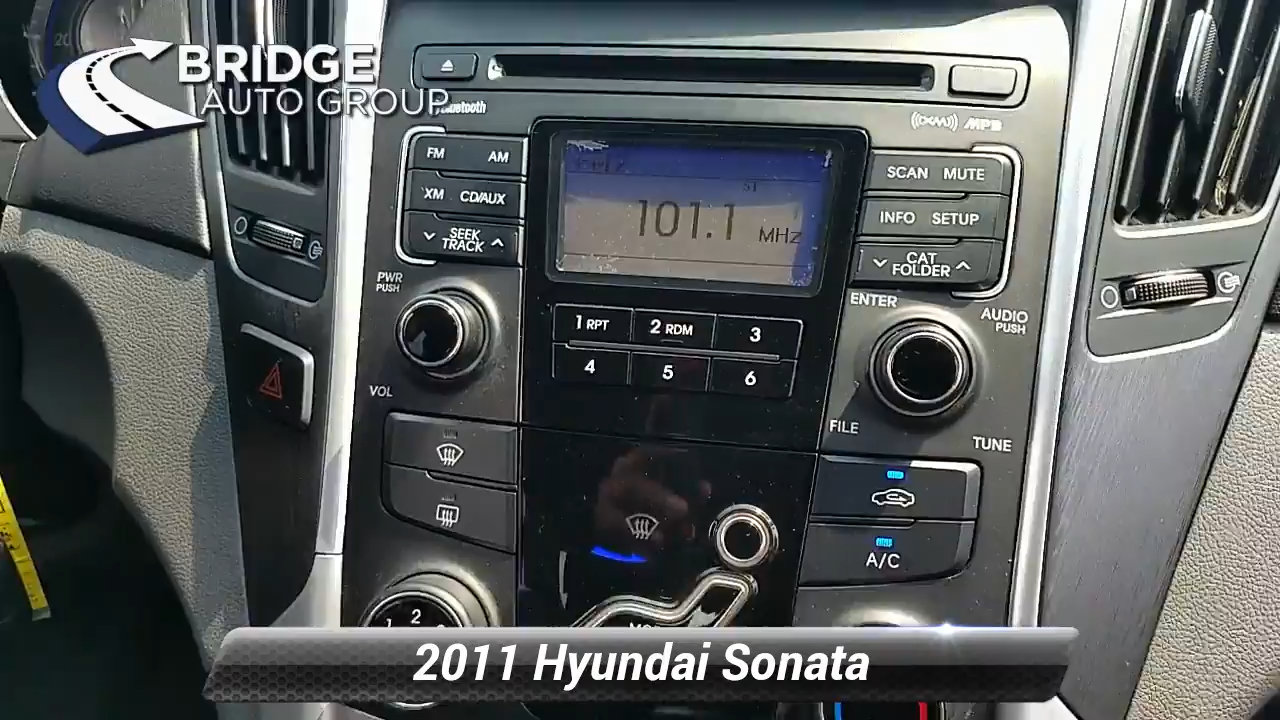 BRIDGE
AUTO GROUP
Bluetooth
XM MP3
FM AM
ST
SCAN MUTE
XM CD/AUX
101.1 MHz
INFO SETUP
SEEK
TRACK
CAT
FOLDER
PWR
PUSH
ENTER
AUDIO
PUSH
1 RPT 2 RDM 3
4 5 6
VOL
FILE
TUNE
A/C
1 2
2011 Hyundai Sonata